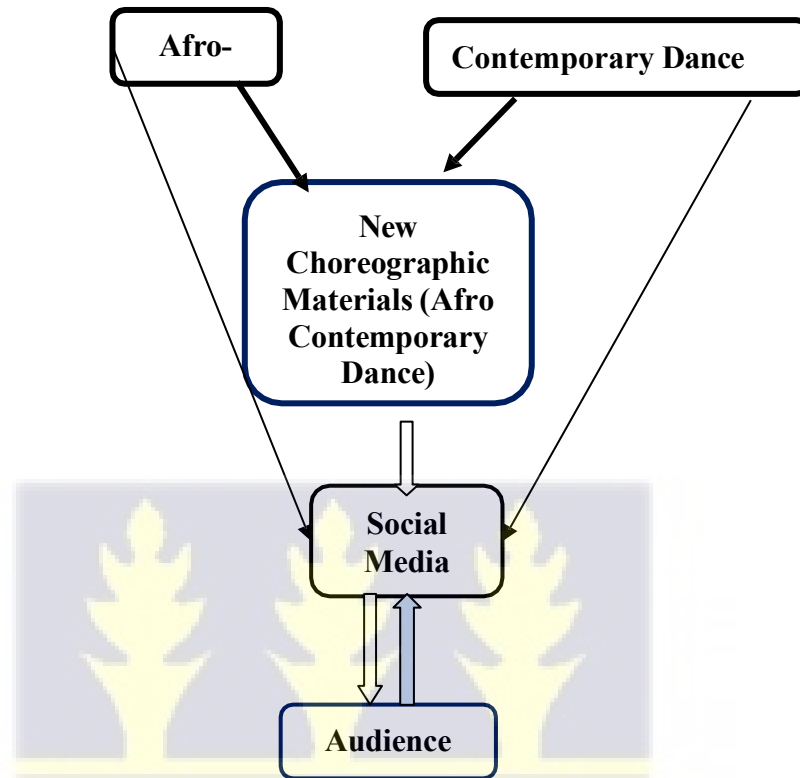 Afro-
Contemporary Dance
New
Choreographic
Materials (Afro
Contemporary
Dance)
Social
Media
Audience